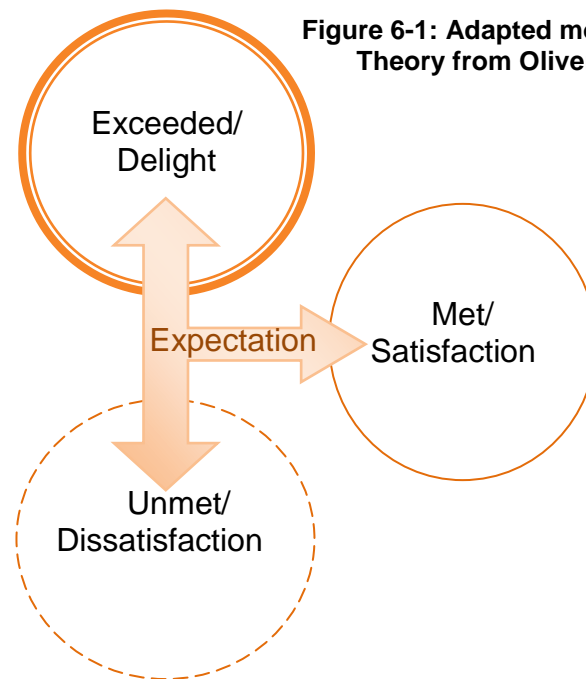 Figure 6-1: Adapted
Theory from
Exceeded/
Delight
Expectation
Met/
Satisfaction
Unmet/
Dissatisfaction